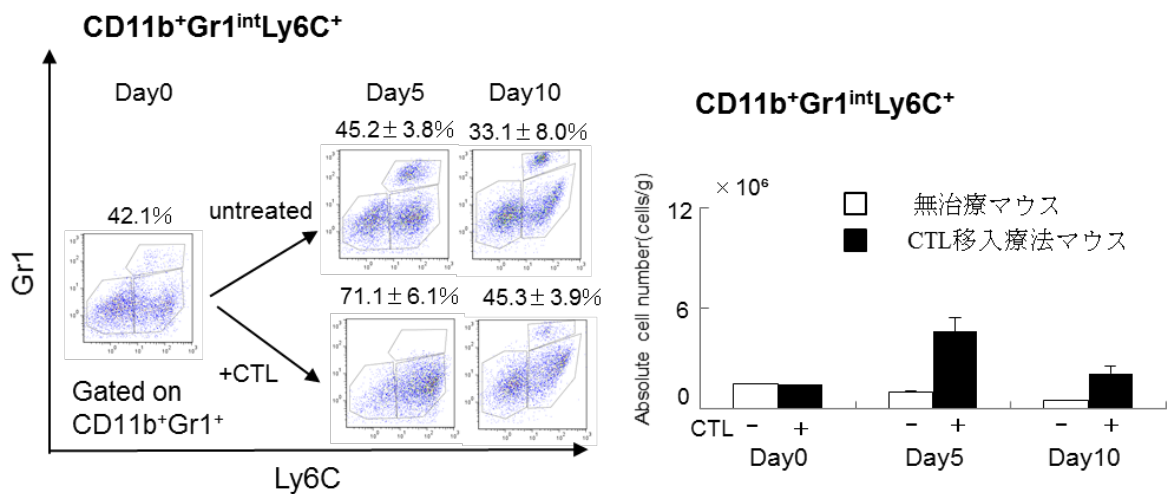 CD11b⁺Gr1ⁱⁿᵗLy6C⁺
Day0
Day5
Day10
45.2±3.8%
33.1±8.0%
42.1%
untreated
71.1±6.1%
45.3±3.9%
+CTL
Gated on
CD11b⁺Gr1⁺
Gr1
Ly6C
CD11b⁺Gr1ⁱⁿᵗLy6C⁺
× 10⁶
無治療マウス
CTL移入療法マウス
Absolute cell number(cells/g)
12
6
0
CTL − + − + − +
Day0 Day5 Day10